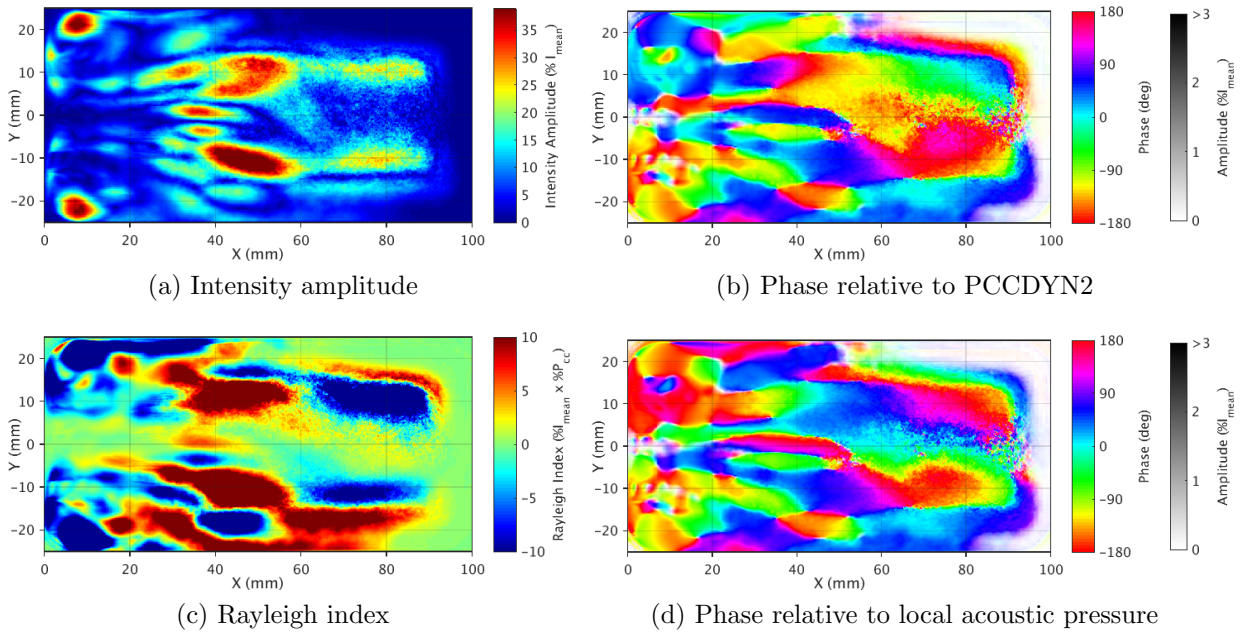 20
10
0
−10
−20
Y (mm)
0 20 40 60 80 100
X (mm)
35
30
25
20
15
10
5
0
Intensity Amplitude (% I_mean)
(a) Intensity amplitude
20
10
0
−10
−20
Y (mm)
0 20 40 60 80 100
X (mm)
180
90
0
−90
−180
Phase (deg)
>3
2
1
0
Amplitude (%I_mean)
(b) Phase relative to PCCDYN2
20
10
0
−10
−20
Y (mm)
0 20 40 60 80 100
X (mm)
10
5
0
−5
−10
Rayleigh Index (%I_mean x %P_cc)
(c) Rayleigh index
20
10
0
−10
−20
Y (mm)
0 20 40 60 80 100
X (mm)
180
90
0
−90
−180
Phase (deg)
>3
2
1
0
Amplitude (%I_mean)
(d) Phase relative to local acoustic pressure